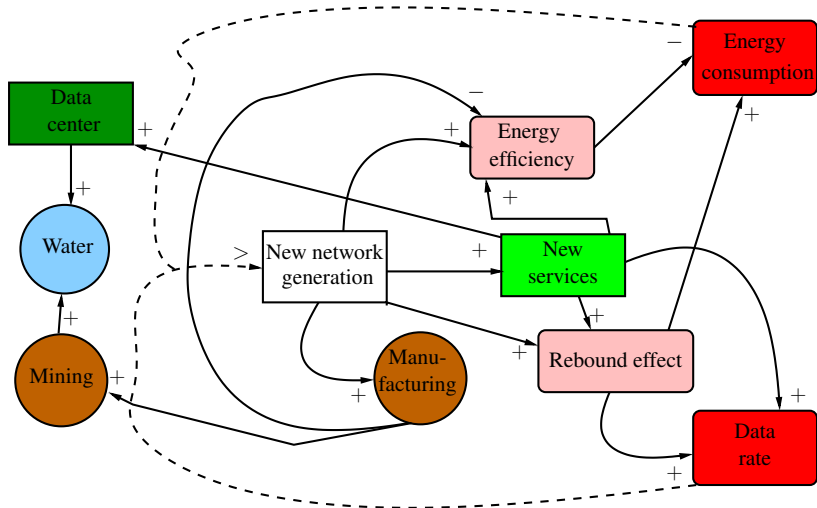 Energy
consumption
−
+
Data
center
+
−
+
Energy
efficiency
+
+
Water
>
New network
generation
+
New
services
+
+
Mining
+
Manu-
facturing
+
+
Rebound effect
+
Data
rate
+